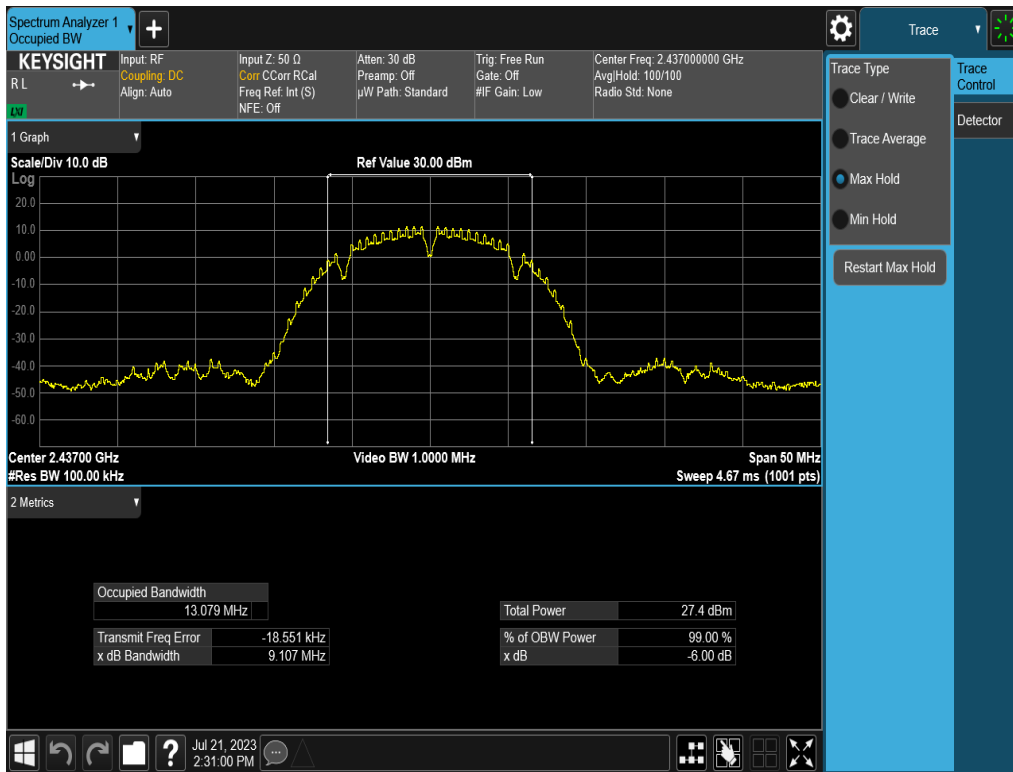 Spectrum Analyzer 1
Occupied BW
Trace
KEYSIGHT
R L
LXI
Input: RF
Coupling: DC
Align: Auto
Input Z: 50 Ω
Corr CCorr RCal
Freq Ref: Int (S)
NFE: Off
Atten: 30 dB
Preamp: Off
µW Path: Standard
Trig: Free Run
Gate: Off
#IF Gain: Low
Center Freq: 2.437000000 GHz
Avg|Hold: 100/100
Radio Std: None
Trace Type
Clear / Write
Trace Average
Max Hold
Min Hold
Restart Max Hold
Trace
Control
Detector
1 Graph
Scale/Div 10.0 dB
Ref Value 30.00 dBm
Log
20.0
10.0
0.00
-10.0
-20.0
-30.0
-40.0
-50.0
-60.0
Center 2.43700 GHz
Video BW 1.0000 MHz
Span 50 MHz
#Res BW 100.00 kHz
Sweep 4.67 ms (1001 pts)
2 Metrics
Occupied Bandwidth
13.079 MHz
Total Power 27.4 dBm
Transmit Freq Error -18.551 kHz
% of OBW Power 99.00 %
x dB Bandwidth 9.107 MHz
x dB -6.00 dB
?
Jul 21, 2023
2:31:00 PM